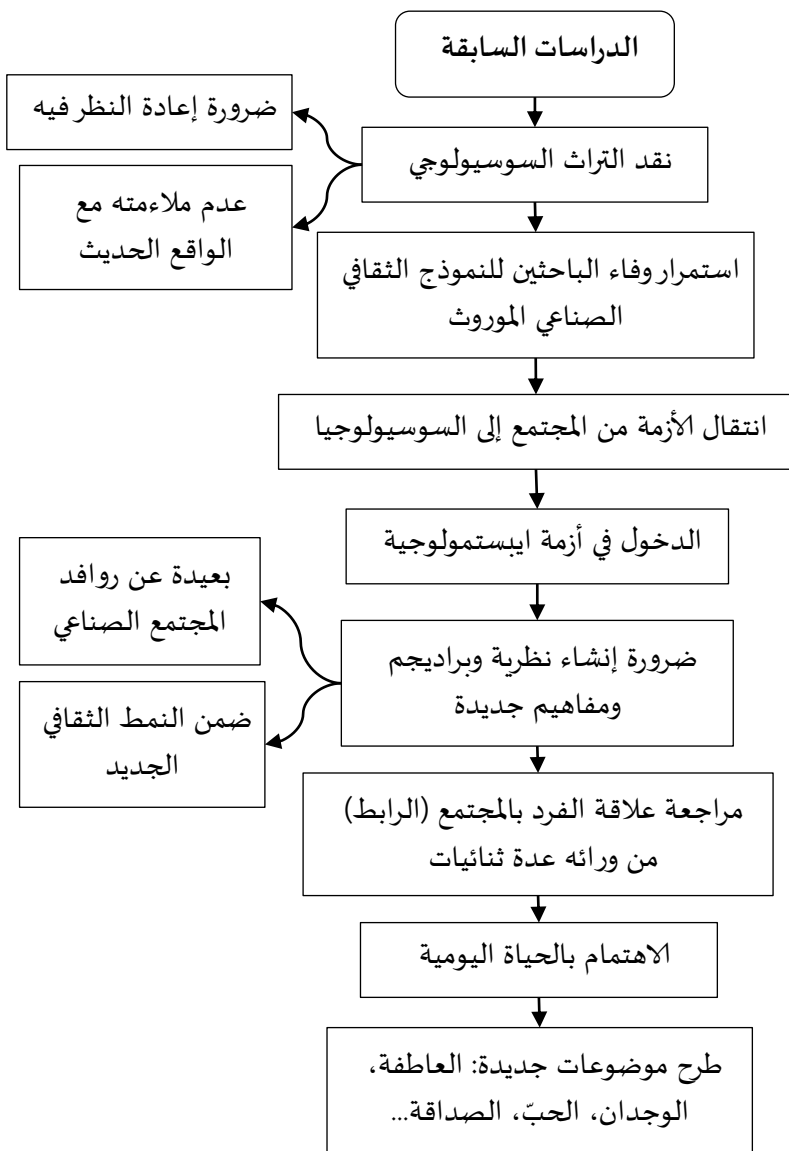 الدراسات السابقة
ضرورة إعادة النظر فيه
نقد التراث السوسيولوجي
عدم ملاءمته مع
الواقع الحديث
استمرار وفاء الباحثين للنموذج الثقافي
الصناعي الموروث
انتقال الأزمة من المجتمع إلى السوسيولوجيا
الدخول في أزمة ايبستمولوجية
بعيدة عن روافد
المجتمع الصناعي
ضرورة إنشاء نظرية وبراديجم
ومفاهيم جديدة
ضمن النمط الثقافي
الجديد
مراجعة علاقة الفرد بالمجتمع (الرابط)
من ورائه عدة ثنائيات
الاهتمام بالحياة اليومية
طرح موضوعات جديدة: العاطفة،
الوجدان، الحبّ، الصداقة...